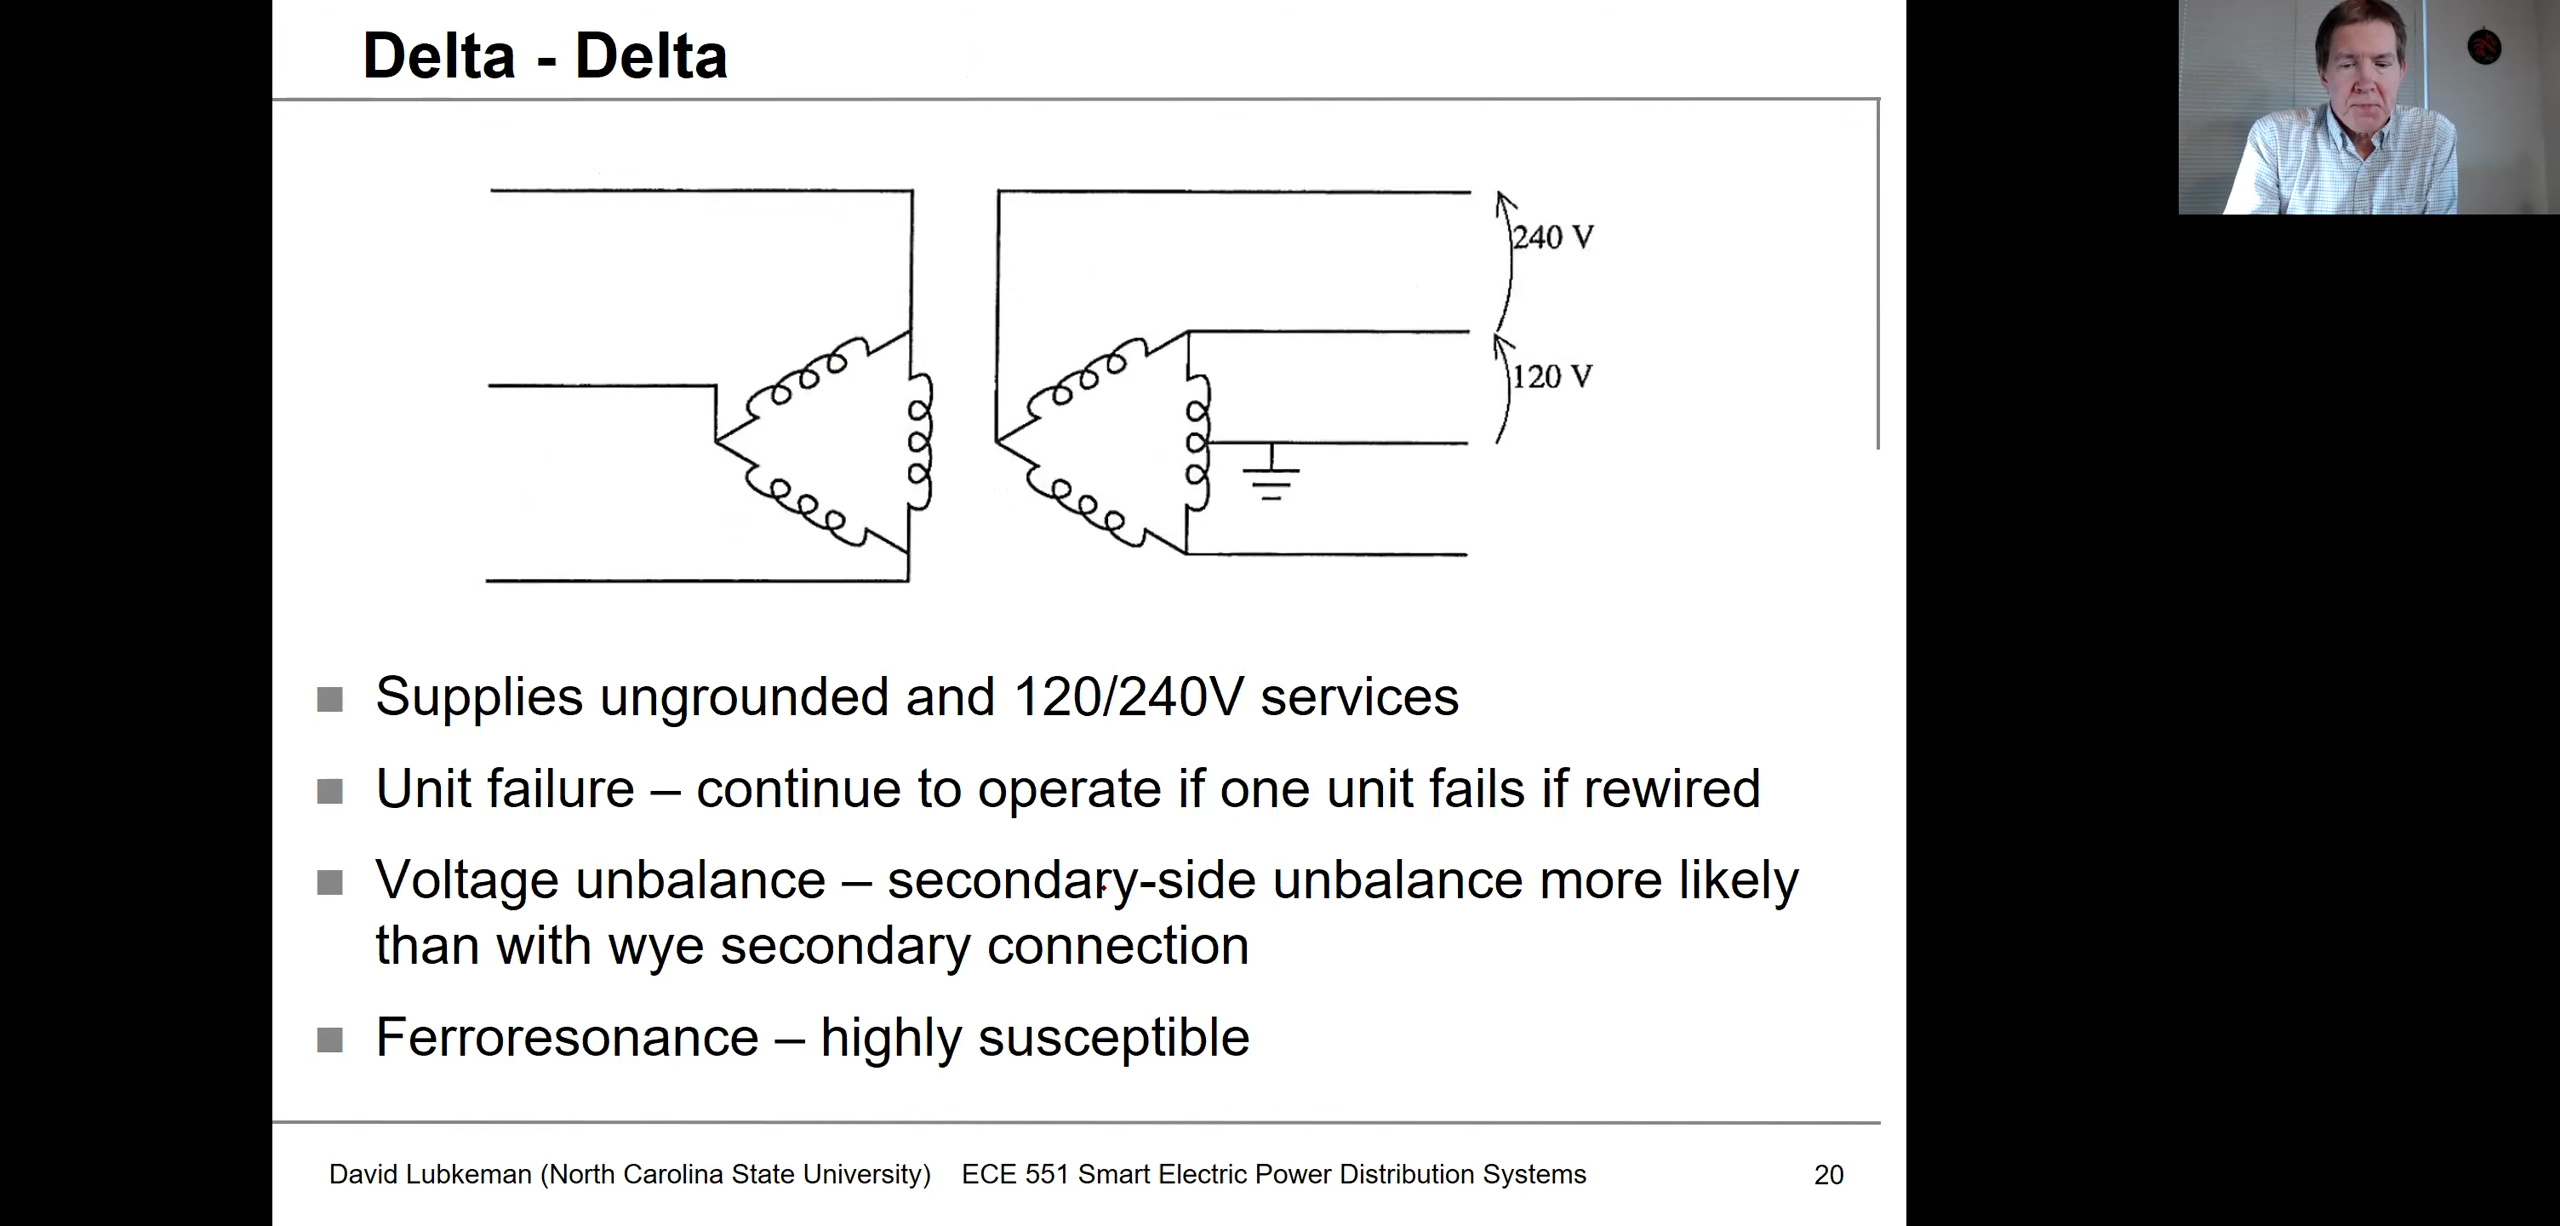 Delta - Delta
240 V
120 V
Supplies ungrounded and 120/240V services
Unit failure – continue to operate if one unit fails if rewired
Voltage unbalance – secondary-side unbalance more likely
than with wye secondary connection
Ferroresonance – highly susceptible
David Lubkeman (North Carolina State University) ECE 551 Smart Electric Power Distribution Systems 20